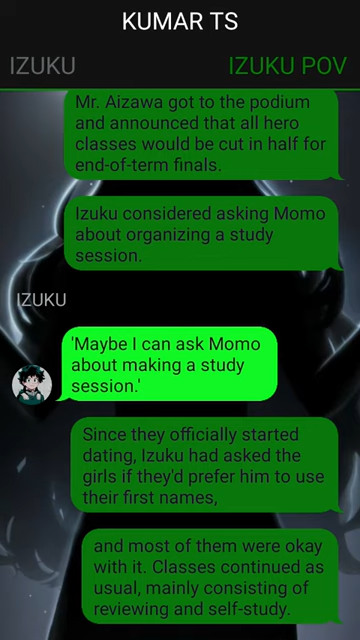 KUMAR TS
IZUKU
IZUKU POV
Mr. Aizawa got to the podium
and announced that all hero
classes would be cut in half for
end-of-term finals.
Izuku considered asking Momo
about organizing a study
session.
IZUKU
'Maybe I can ask Momo
about making a study
session.'
Since they officially started
dating, Izuku had asked the
girls if they'd prefer him to use
their first names,
and most of them were okay
with it. Classes continued as
usual, mainly consisting of
reviewing and self-study.